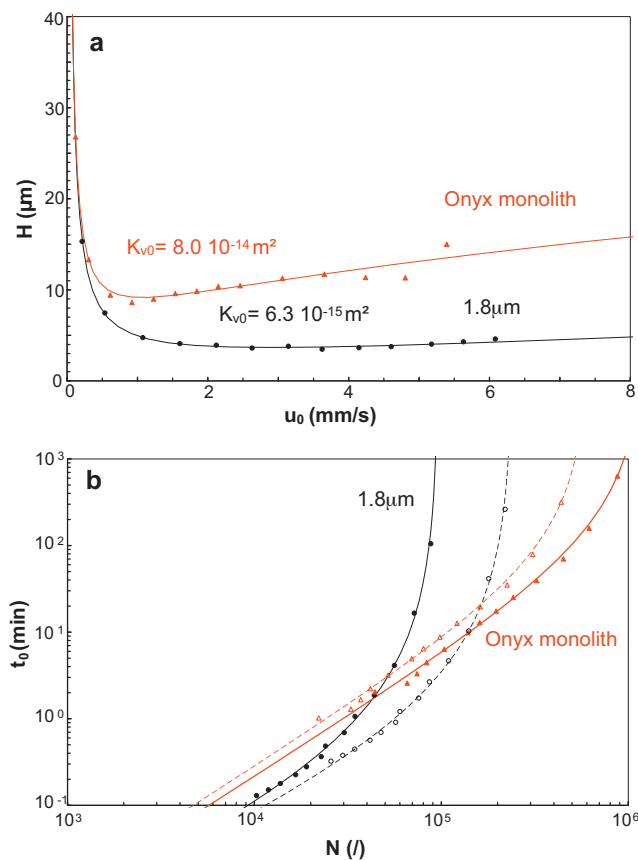 a
40
30
20
10
0
H (µm)
Onyx monolith
Kv0= 8.0 10-14 m²
Kv0= 6.3 10-15 m²
1.8µm
0 2 4 6 8
u0 (mm/s)
b
10³
10²
10¹
10⁰
10⁻¹
t0 (min)
1.8µm
Onyx monolith
10³ 10⁴ 10⁵ 10⁶
N (/)